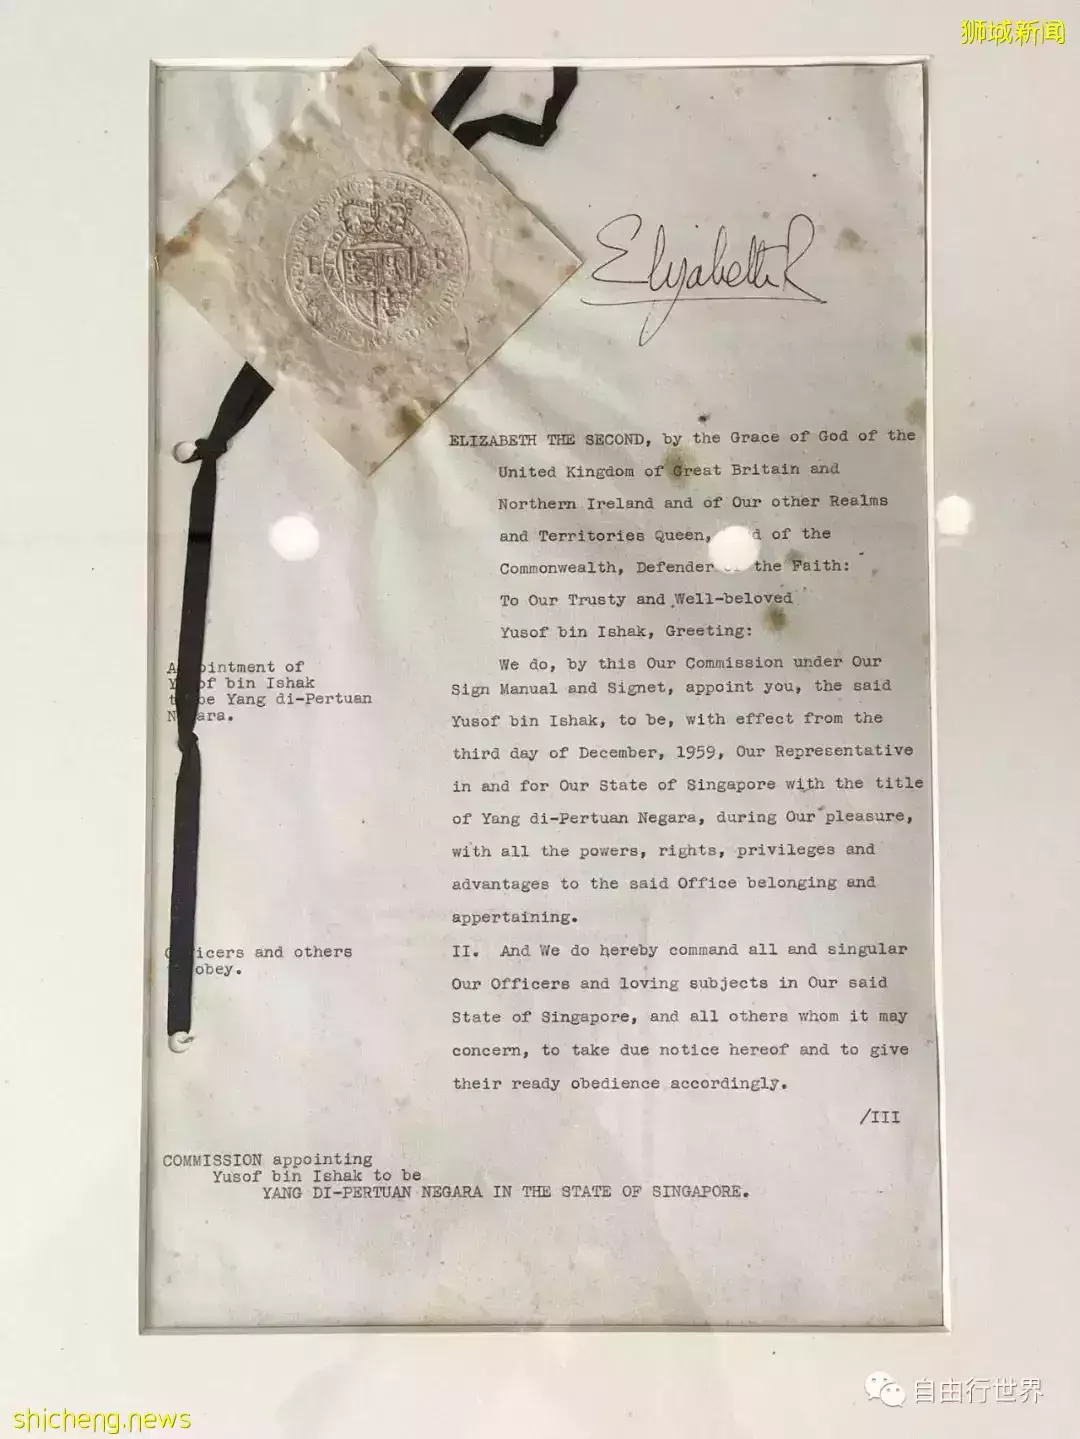 狮城新闻
E R
Elizabeth R
ELIZABETH THE SECOND, by the Grace of God of the
United Kingdom of Great Britain and
Northern Ireland and of Our other Realms
and Territories Queen, of the
Commonwealth, Defender the Faith:
To Our Trusty and Well-beloved
Yusof bin Ishak, Greeting:
Appointment of
Yusof bin Ishak
to be Yang di-Pertuan
Negara.
We do, by this Our Commission under Our
Sign Manual and Signet, appoint you, the said
Yusof bin Ishak, to be, with effect from the
third day of December, 1959, Our Representative
in and for Our State of Singapore with the title
of Yang di-Pertuan Negara, during Our pleasure,
with all the powers, rights, privileges and
advantages to the said Office belonging and
appertaining.
Officers and others
obey.
II. And We do hereby command all and singular
Our Officers and loving subjects in Our said
State of Singapore, and all others whom it may
concern, to take due notice hereof and to give
their ready obedience accordingly.
/III
COMMISSION appointing
Yusof bin Ishak to be
YANG DI-PERTUAN NEGARA IN THE STATE OF SINGAPORE.
自由行世界
shicheng.news